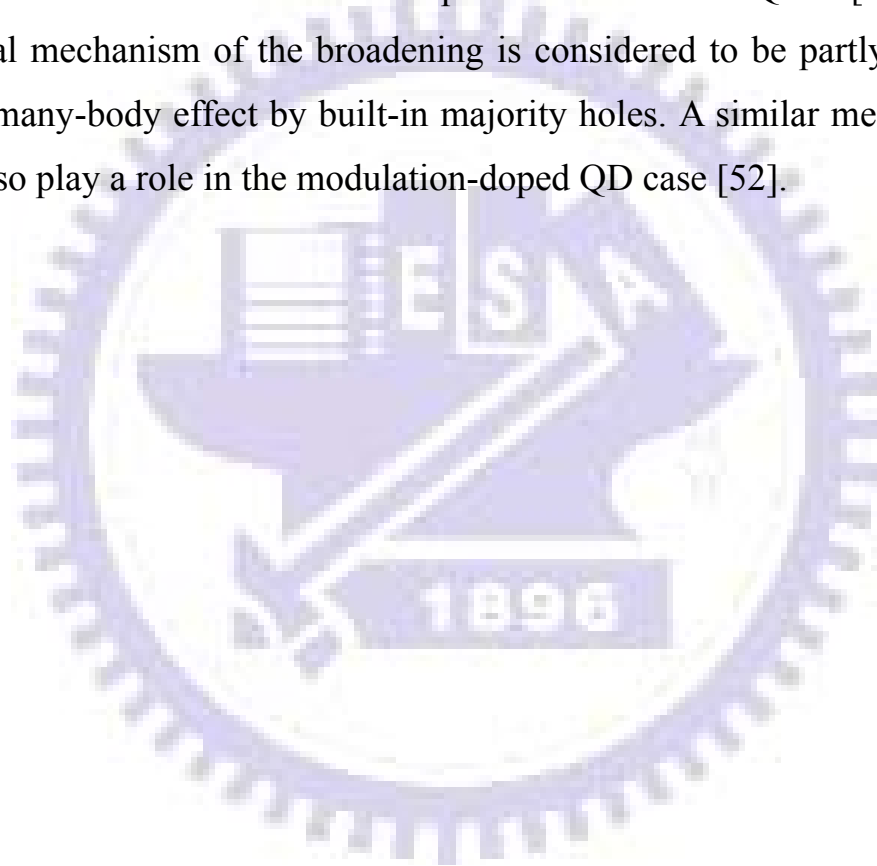 al mechanism of the broadening is considered to be partly
many-body effect by built-in majority holes. A similar me
so play a role in the modulation-doped QD case [52].
E S A
1896